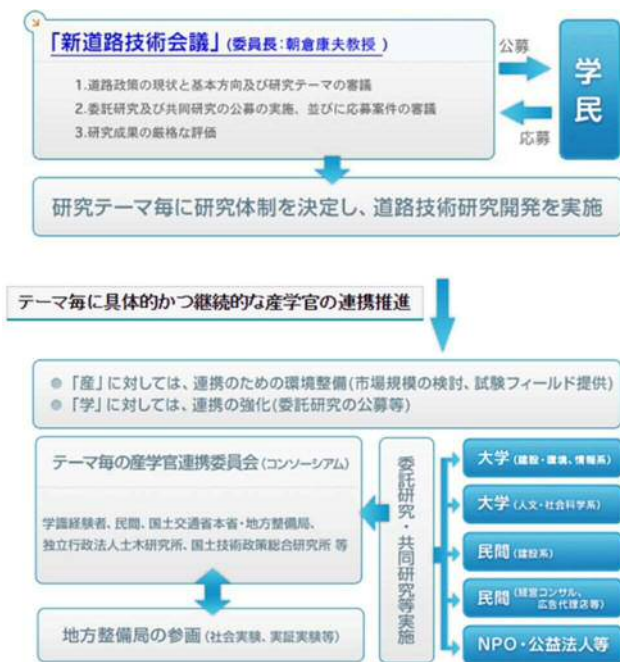 「新道路技術会議」(委員長:朝倉康夫教授 )
1.道路政策の現状と基本方向及び研究テーマの審議
2.委託研究及び共同研究の公募の実施、並びに応募案件の審議
3.研究成果の厳格な評価
公募
応募
学民
研究テーマ毎に研究体制を決定し、道路技術研究開発を実施
テーマ毎に具体的かつ継続的な産学官の連携推進
「産」に対しては、連携のための環境整備(市場規模の検討、試験フィールド提供)
「学」に対しては、連携の強化(委託研究の公募等)
テーマ毎の産学官連携委員会(コンソーシアム)
学識経験者、民間、国土交通省本省・地方整備局、
独立行政法人土木研究所、国土技術政策総合研究所 等
地方整備局の参画(社会実験、実証実験等)
委託研究・共同研究等実施
大学(建設・環境、情報系)
大学(人文・社会科学系)
民間(建設系)
民間(経営コンサル、
広告代理店等)
NPO・公益法人等